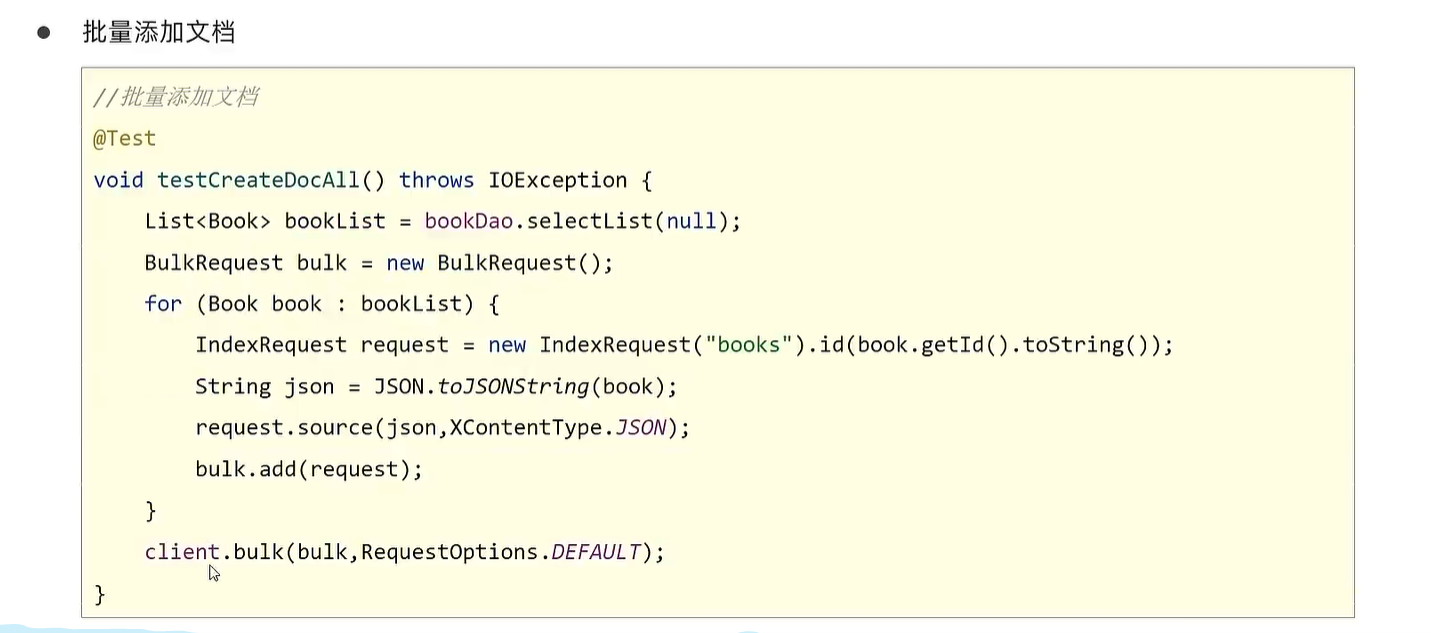 ● 批量添加文档
//批量添加文档
@Test
void testCreateDocAll() throws IOException {
    List<Book> bookList = bookDao.selectList(null);
    BulkRequest bulk = new BulkRequest();
    for (Book book : bookList) {
        IndexRequest request = new IndexRequest("books").id(book.getId().toString());
        String json = JSON.toJSONString(book);
        request.source(json,XContentType.JSON);
        bulk.add(request);
    }
    client.bulk(bulk,RequestOptions.DEFAULT);
}